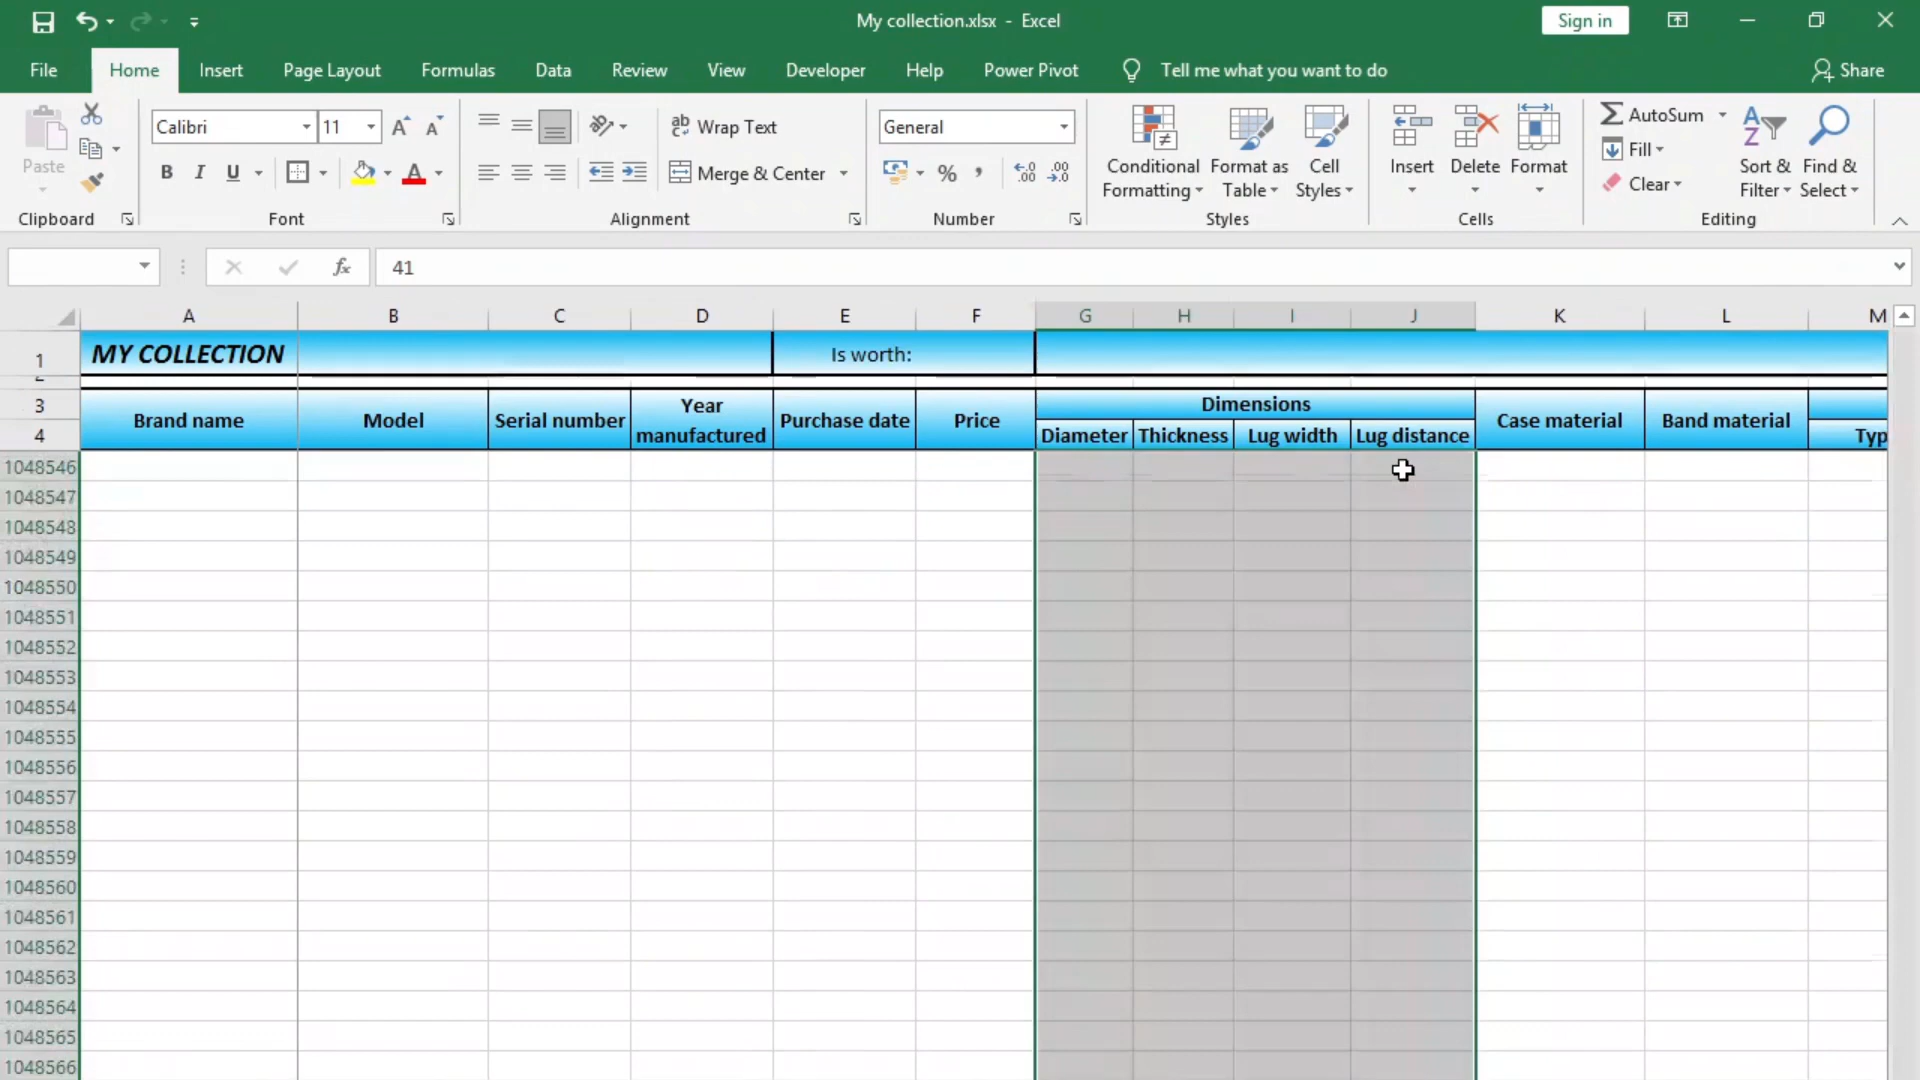 My collection.xlsx - Excel
Sign in
File Home Insert Page Layout Formulas Data Review View Developer Help Power Pivot Tell me what you want to do Share
Paste
Calibri 11
B I U A
ab Wrap Text
Merge & Center
General
% ,
Conditional Formatting
Format as Table
Cell Styles
Insert
Delete
Format
AutoSum
Fill
Clear
Sort & Filter
Find & Select
Clipboard Font Alignment Number Styles Cells Editing
fx 41
A B C D E F G H I J K L M
1 MY COLLECTION Is worth:
2
3 Brand name Model Serial number Year manufactured Purchase date Price Dimensions Case material Band material
4 Diameter Thickness Lug width Lug distance Typ
1048546
1048547
1048548
1048549
1048550
1048551
1048552
1048553
1048554
1048555
1048556
1048557
1048558
1048559
1048560
1048561
1048562
1048563
1048564
1048565
1048566